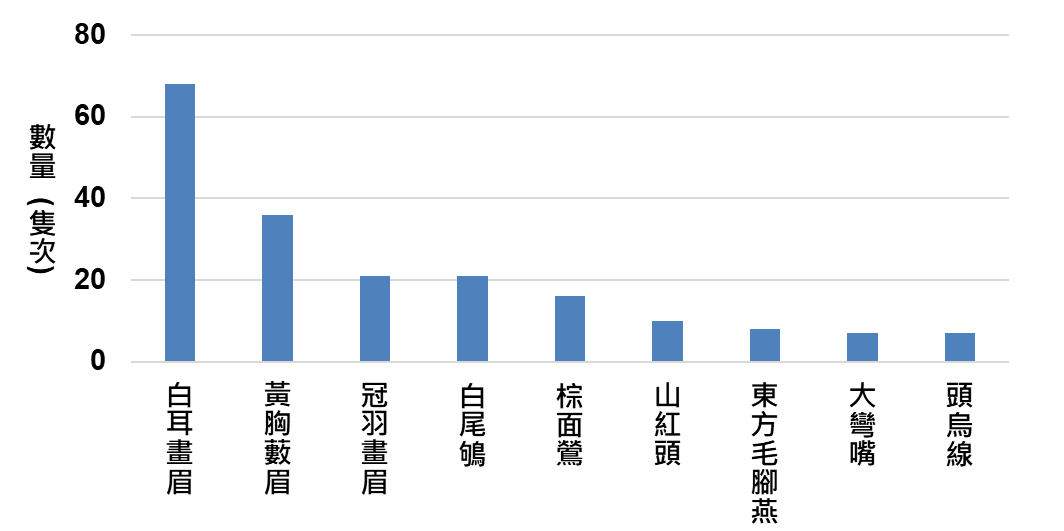 80
60
40
20
0
數量(隻次)
白耳畫眉
黃胸藪眉
冠羽畫眉
白尾鴝
棕面鶯
山紅頭
東方毛腳燕
大彎嘴
頭烏線